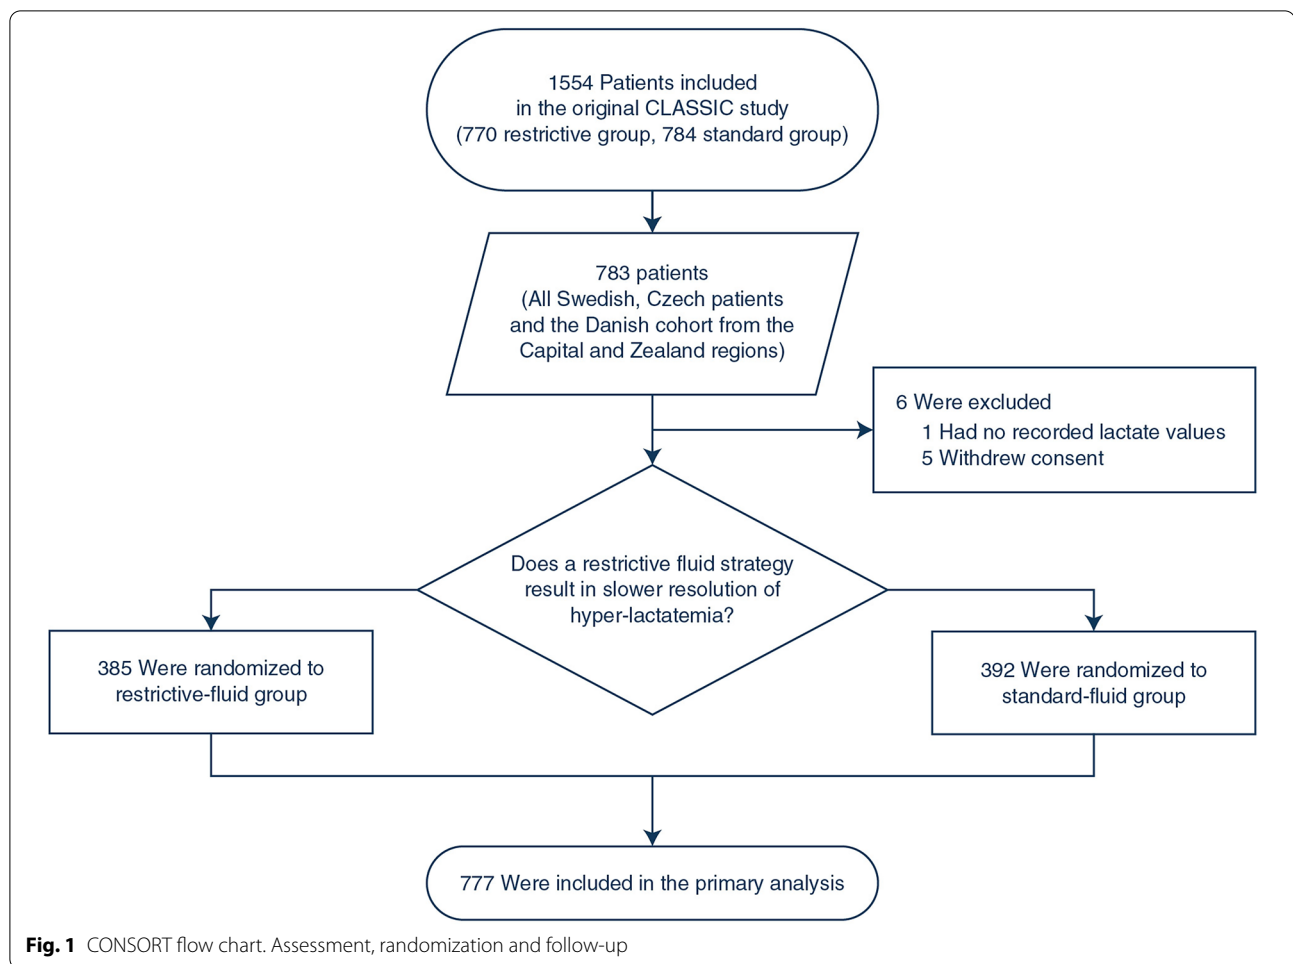 1554 Patients included
in the original CLASSIC study
(770 restrictive group, 784 standard group)
783 patients
(All Swedish, Czech patients
and the Danish cohort from the
Capital and Zealand regions)
6 Were excluded
1 Had no recorded lactate values
5 Withdrew consent
Does a restrictive fluid strategy
result in slower resolution of
hyper-lactatemia?
385 Were randomized to
restrictive-fluid group
392 Were randomized to
standard-fluid group
777 Were included in the primary analysis
Fig. 1 CONSORT flow chart. Assessment, randomization and follow-up